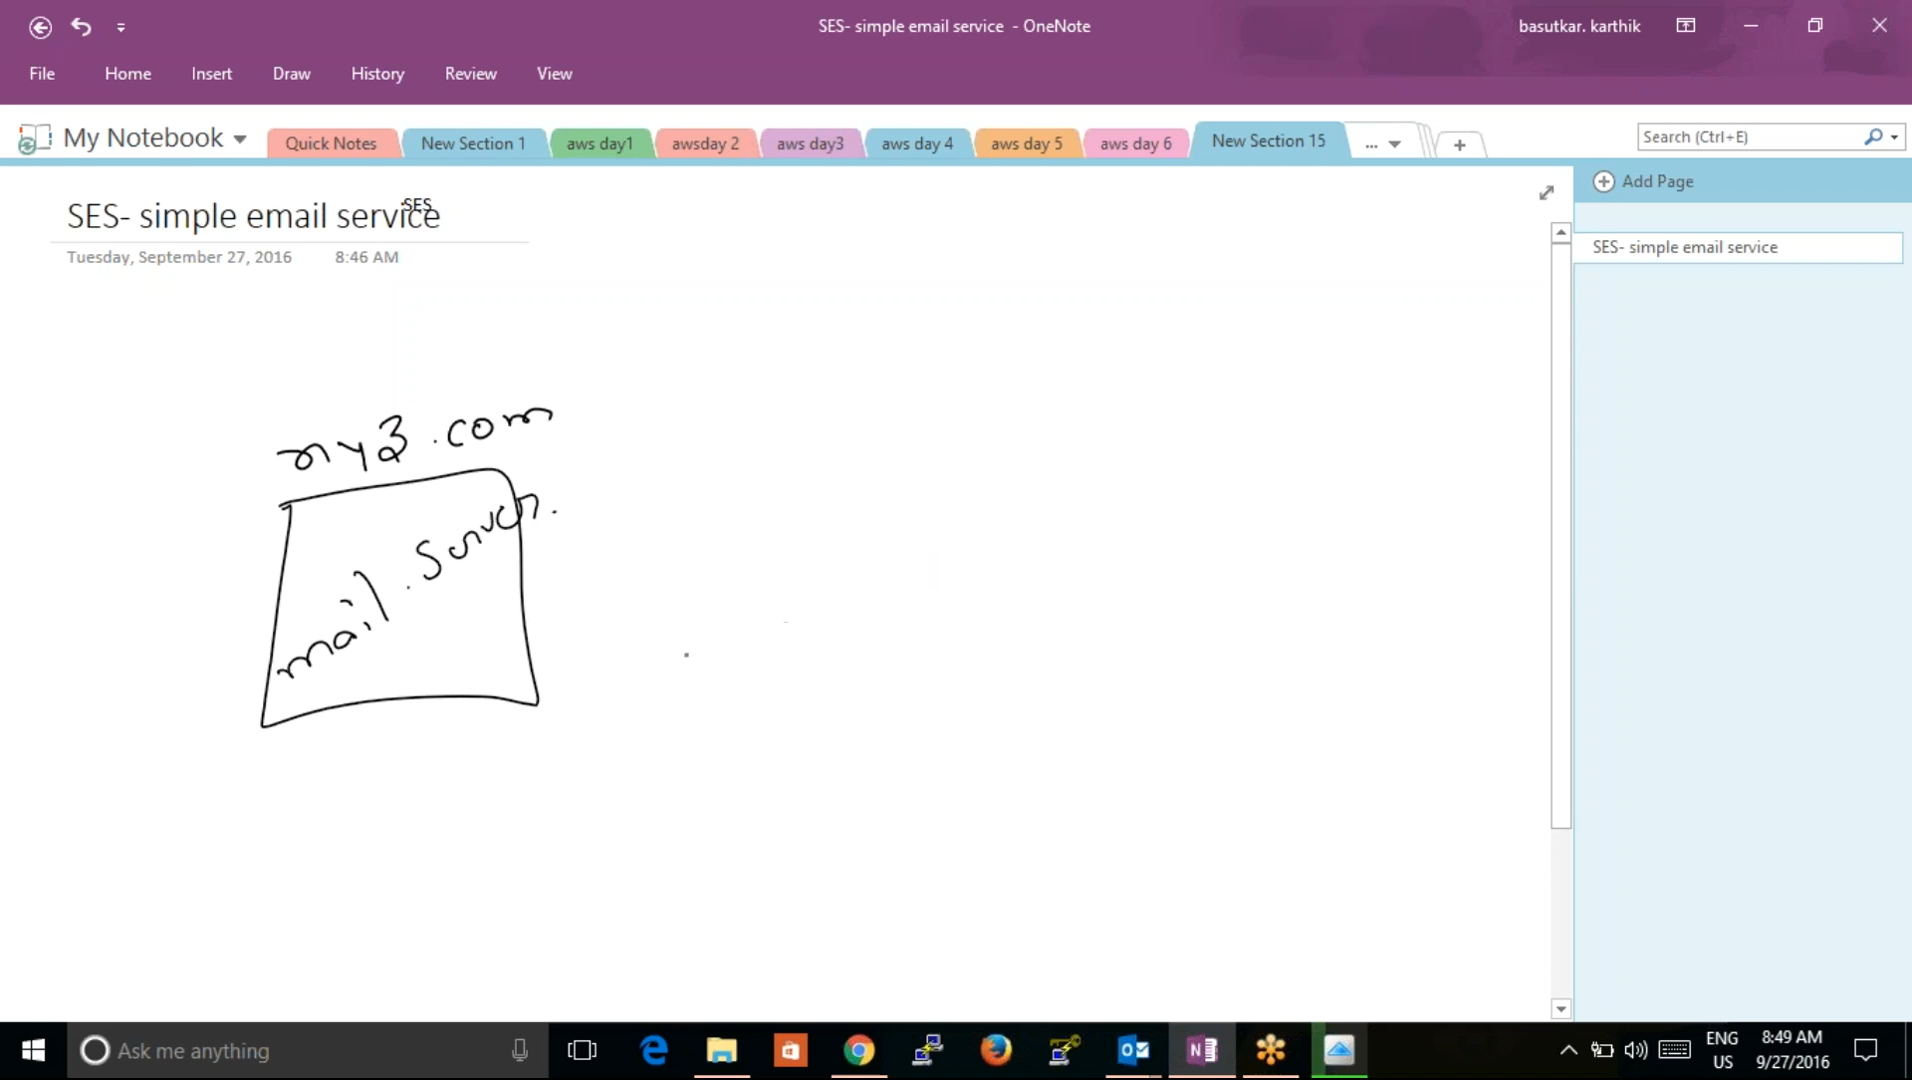 SES- simple email service - OneNote
basutkar. karthik
File Home Insert Draw History Review View
My Notebook
Quick Notes New Section 1 aws day1 awsday 2 aws day3 aws day 4 aws day 5 aws day 6 New Section 15 ...
Search (Ctrl+E)
Add Page
SES- simple email service
SES- simple email service
SES
Tuesday, September 27, 2016 8:46 AM
my3.com
mail.Server.
Ask me anything
ENG
US
8:49 AM
9/27/2016